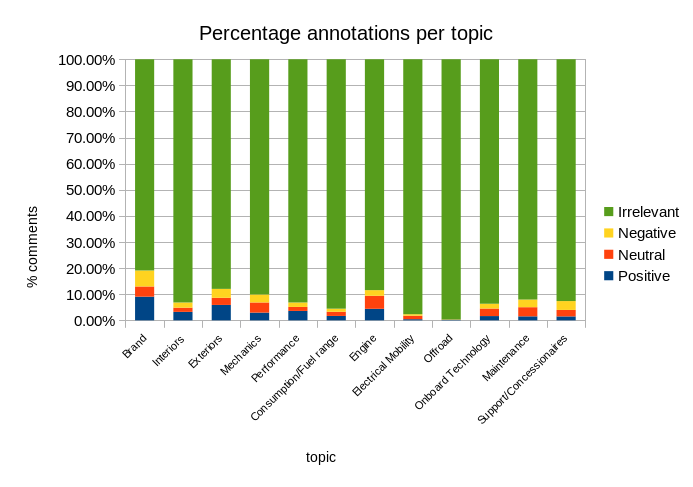 Percentage annotations per topic
100.00%
90.00%
80.00%
70.00%
60.00%
50.00%
40.00%
30.00%
20.00%
10.00%
0.00%
% comments
Irrelevant
Negative
Neutral
Positive
Brand
Interiors
Exteriors
Mechanics
Performance
Consumption/Fuel range
Engine
Electrical Mobility
Offroad
Onboard Technology
Maintenance
Support/Concessionaires
topic